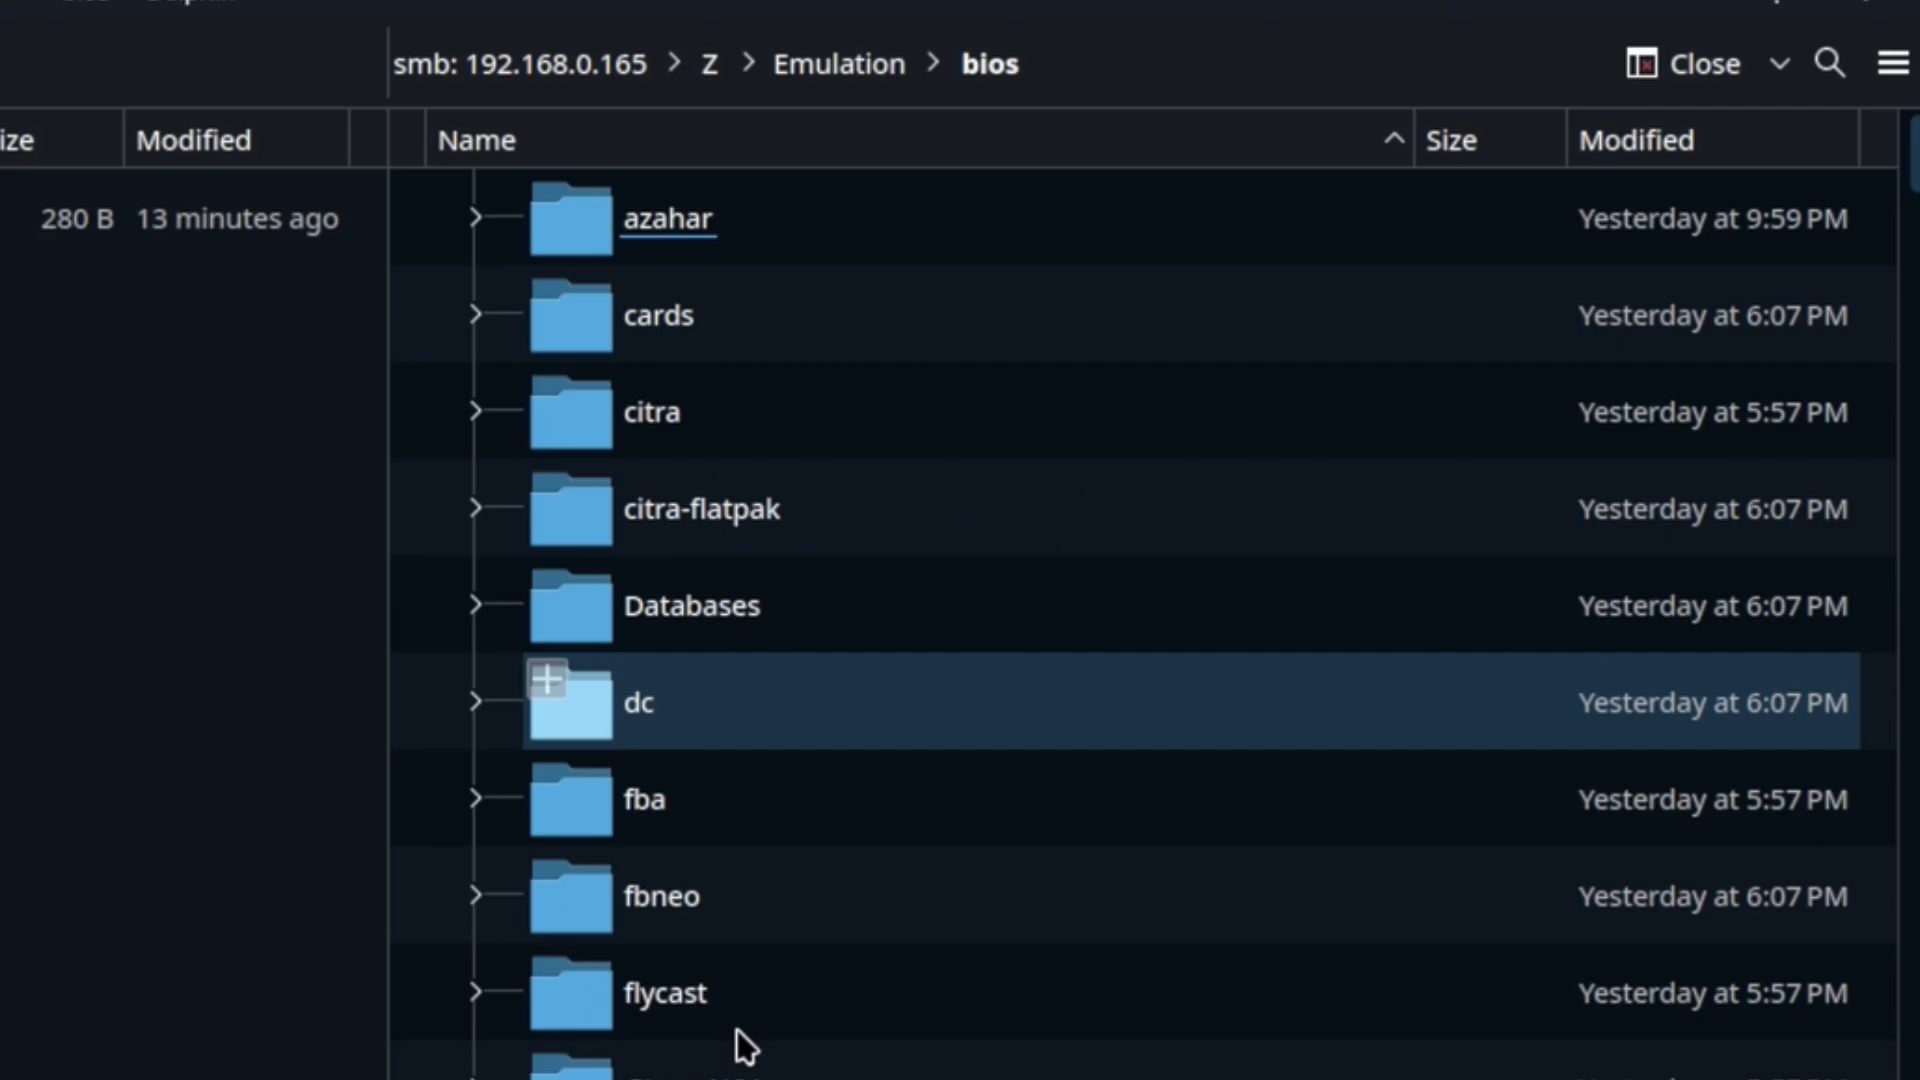 smb: 192.168.0.165 > Z > Emulation > bios
Close
ize Modified
Name Size Modified
280 B 13 minutes ago
azahar Yesterday at 9:59 PM
cards Yesterday at 6:07 PM
citra Yesterday at 5:57 PM
citra-flatpak Yesterday at 6:07 PM
Databases Yesterday at 6:07 PM
dc Yesterday at 6:07 PM
fba Yesterday at 5:57 PM
fbneo Yesterday at 6:07 PM
flycast Yesterday at 5:57 PM